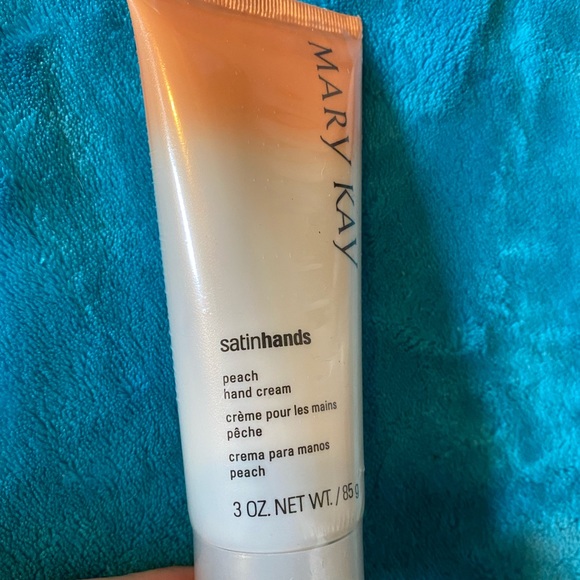 MARY KAY
satinhands
peach
hand cream
crème pour les mains
pêche
crema para manos
peach
3 OZ. NET WT. / 85 g